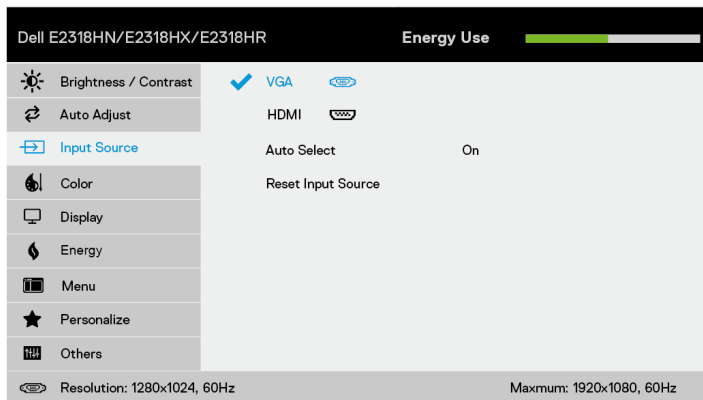 Dell E2318HN/E2318HX/E2318HR Energy Use
Brightness / Contrast VGA
Auto Adjust HDMI
Input Source Auto Select On
Color Reset Input Source
Display
Energy
Menu
Personalize
Others
Resolution: 1280x1024, 60Hz Maxmum: 1920x1080, 60Hz